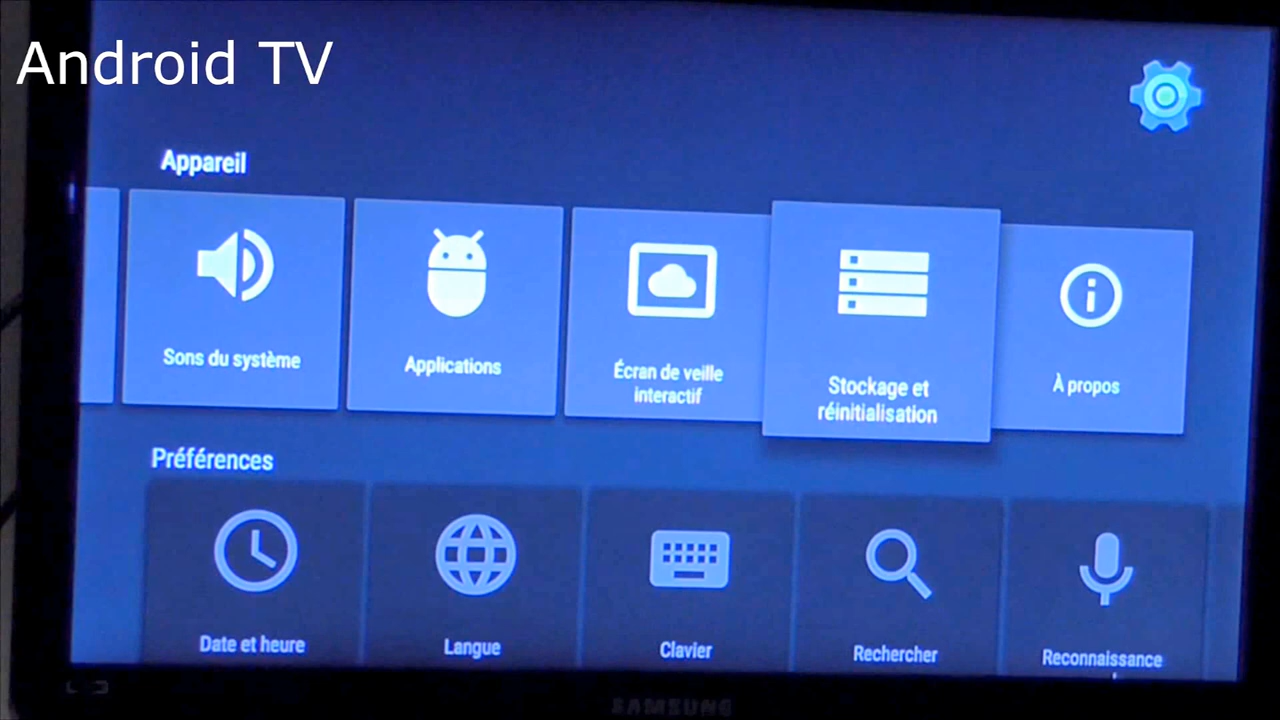 Android TV
Appareil
Sons du système
Applications
Écran de veille
interactif
Stockage et
réinitialisation
À propos
Préférences
Date et heure
Langue
Clavier
Rechercher
Reconnaissance
SAMSUNG